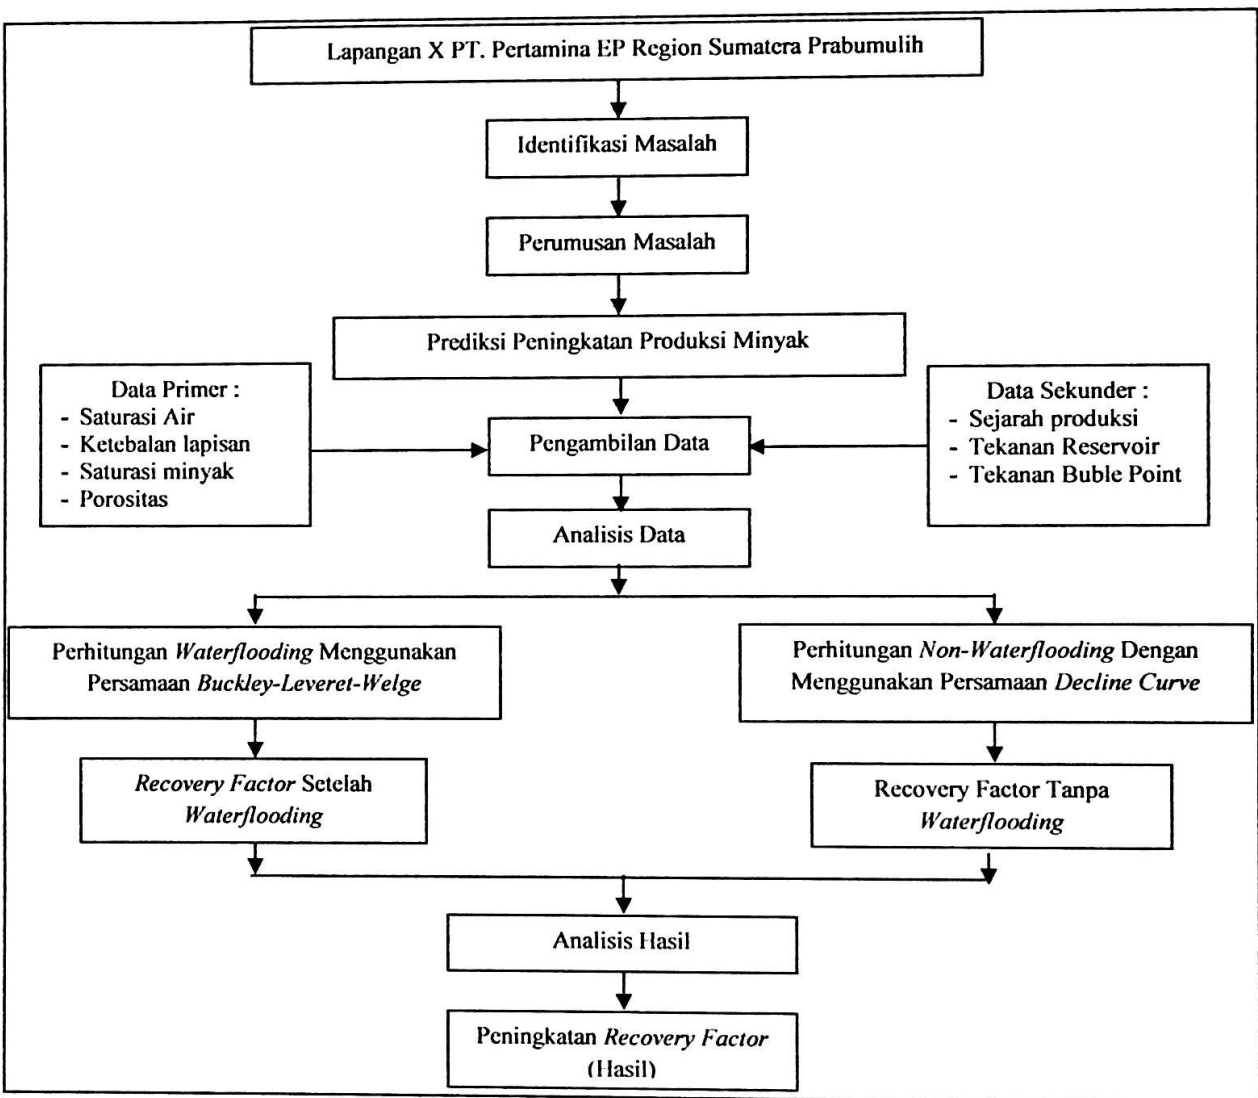 Lapangan X PT. Pertamina EP Region Sumatera Prabumulih
Identifikasi Masalah
Perumusan Masalah
Prediksi Peningkatan Produksi Minyak
Data Primer :
- Saturasi Air
- Ketebalan lapisan
- Saturasi minyak
- Porositas
Pengambilan Data
Data Sekunder :
- Sejarah produksi
- Tekanan Reservoir
- Tekanan Buble Point
Analisis Data
Perhitungan Waterflooding Menggunakan
Persamaan Buckley-Leveret-Welge
Perhitungan Non-Waterflooding Dengan
Menggunakan Persamaan Decline Curve
Recovery Factor Setelah
Waterflooding
Recovery Factor Tanpa
Waterflooding
Analisis Hasil
Peningkatan Recovery Factor
(Hasil)